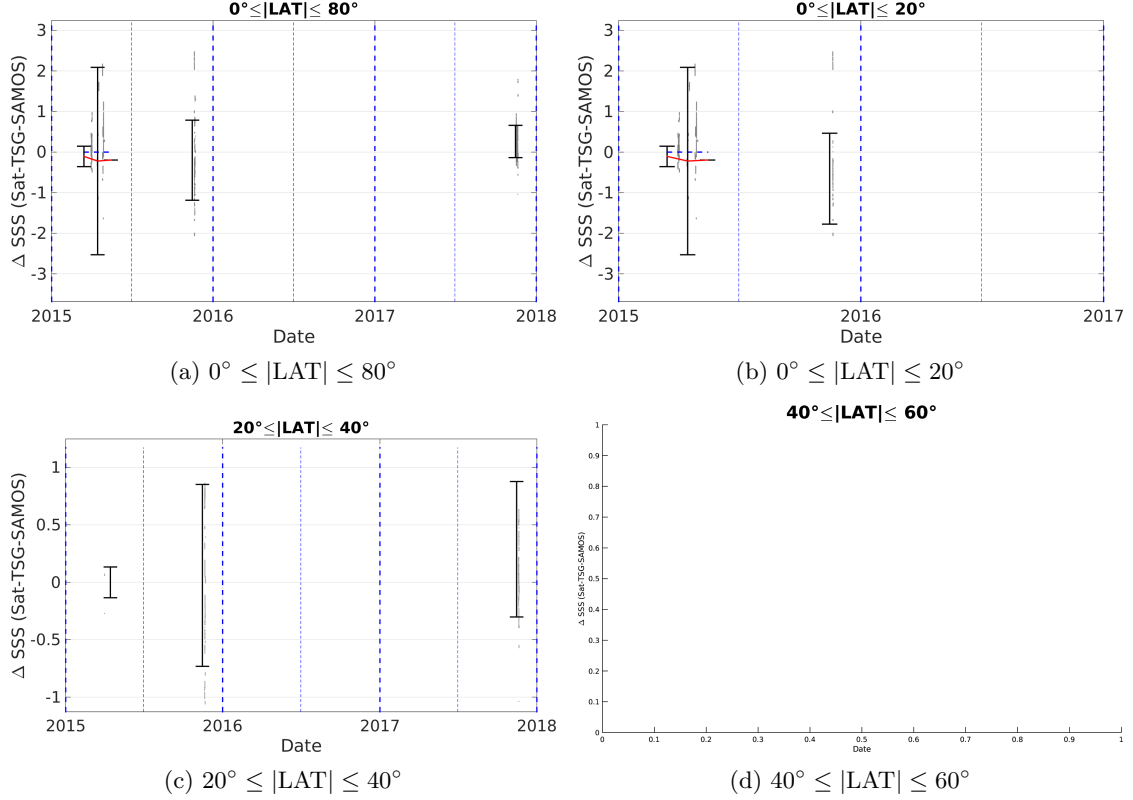 0°≤|LAT|≤ 80°
3
2
1
0
-1
-2
-3
Δ SSS (Sat-TSG-SAMOS)
2015 2016 2017 2018
Date
(a) 0° ≤ |LAT| ≤ 80°
0°≤|LAT|≤ 20°
3
2
1
0
-1
-2
-3
Δ SSS (Sat-TSG-SAMOS)
2015 2016 2017
Date
(b) 0° ≤ |LAT| ≤ 20°
20°≤|LAT|≤ 40°
1
0.5
0
-0.5
-1
Δ SSS (Sat-TSG-SAMOS)
2015 2016 2017 2018
Date
(c) 20° ≤ |LAT| ≤ 40°
40°≤|LAT|≤ 60°
1
0.9
0.8
0.7
0.6
0.5
0.4
0.3
0.2
0.1
0
Δ SSS (Sat-TSG-SAMOS)
0 0.1 0.2 0.3 0.4 0.5 0.6 0.7 0.8 0.9 1
Date
(d) 40° ≤ |LAT| ≤ 60°